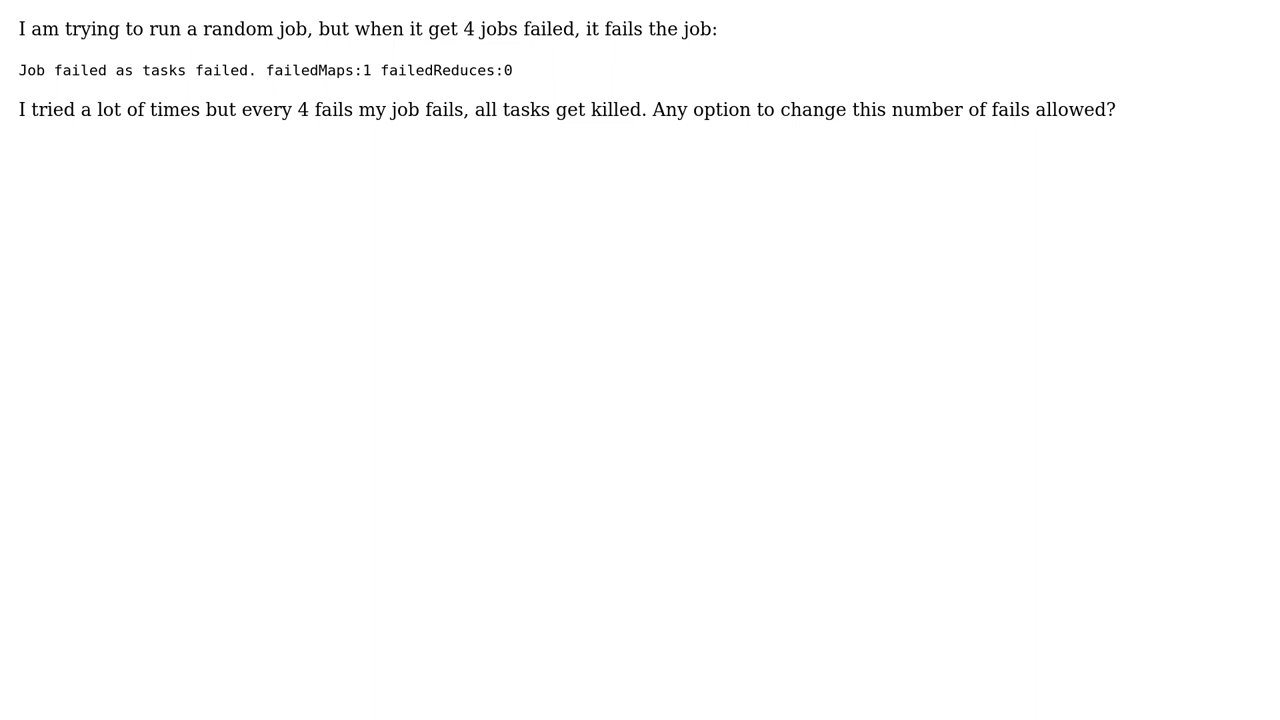 I am trying to run a random job, but when it get 4 jobs failed, it fails the job:
Job failed as tasks failed. failedMaps:1 failedReduces:0
I tried a lot of times but every 4 fails my job fails, all tasks get killed. Any option to change this number of fails allowed?